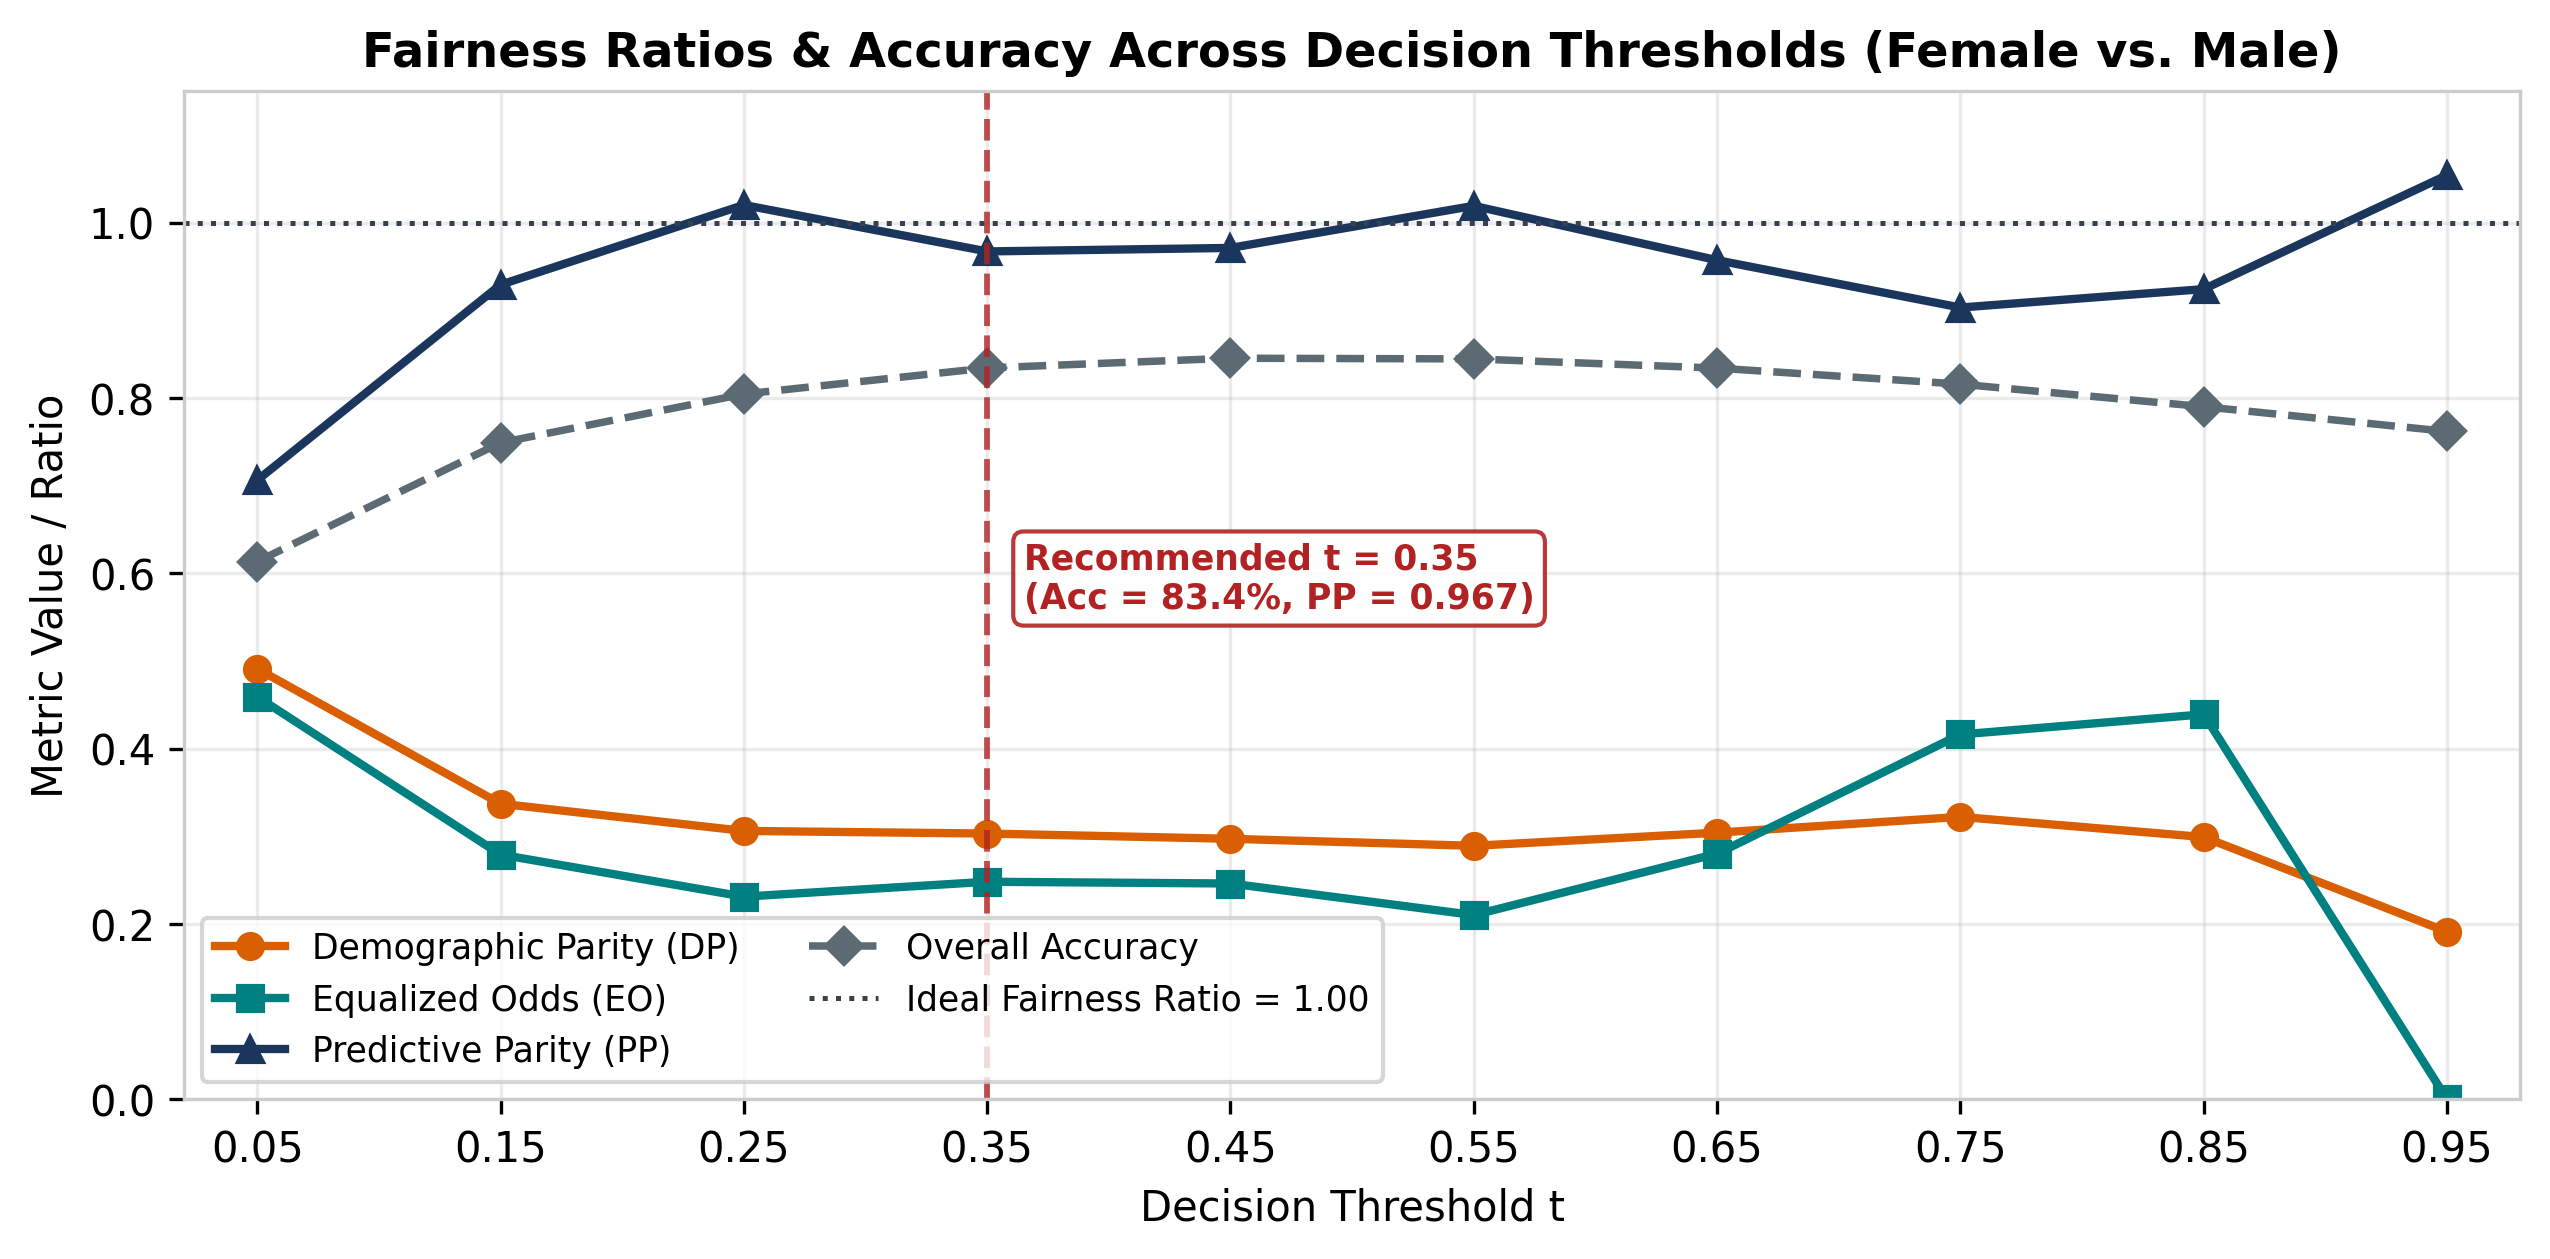 Fairness Ratios & Accuracy Across Decision Thresholds (Female vs. Male)
Metric Value / Ratio
1.0
0.8
0.6
0.4
0.2
0.0
Recommended t = 0.35
(Acc = 83.4%, PP = 0.967)
Demographic Parity (DP)
Equalized Odds (EO)
Predictive Parity (PP)
Overall Accuracy
Ideal Fairness Ratio = 1.00
0.05 0.15 0.25 0.35 0.45 0.55 0.65 0.75 0.85 0.95
Decision Threshold t